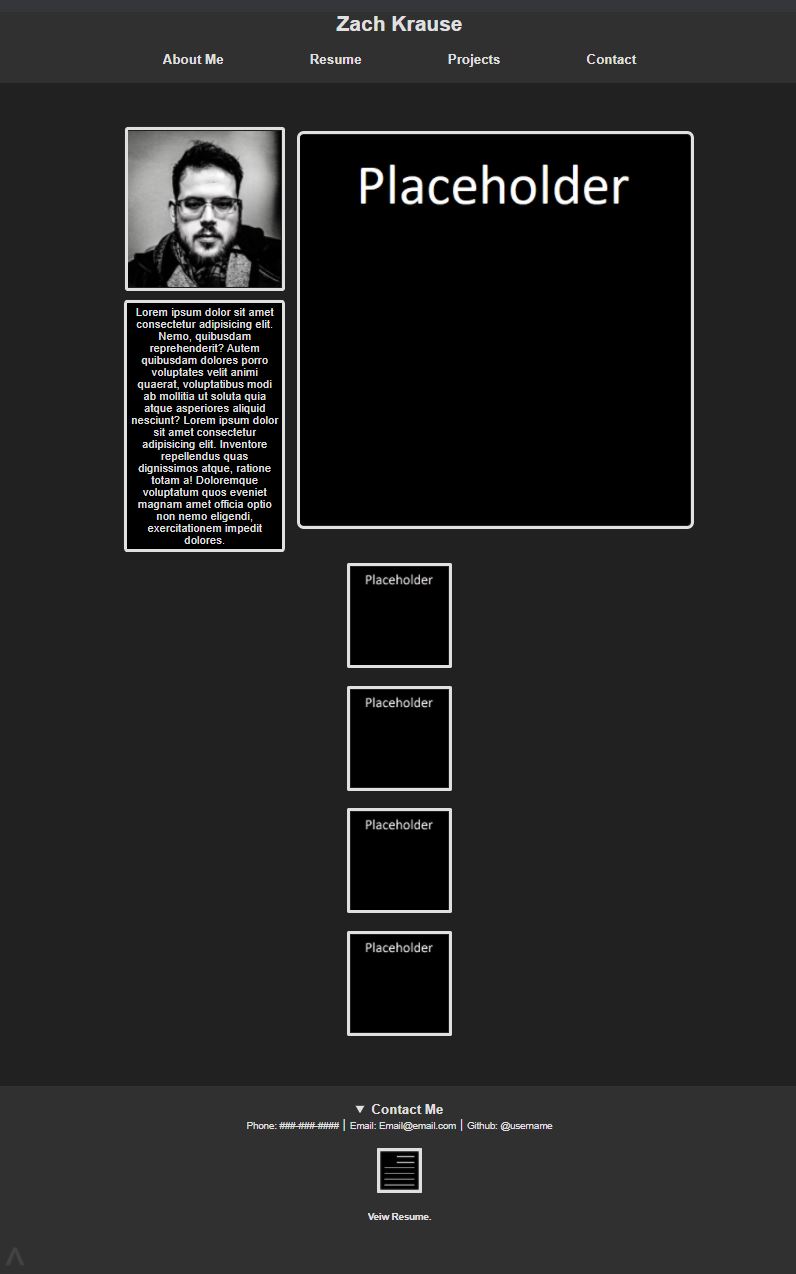 Zach Krause
About Me Resume Projects Contact
Placeholder
Lorem ipsum dolor sit amet
consectetur adipisicing elit.
Nemo, quibusdam
reprehenderit? Autem
quibusdam dolores porro
voluptates velit animi
quaerat, voluptatibus modi
ab mollitia ut soluta quia
atque asperiores aliquid
nesciunt? Lorem ipsum dolor
sit amet consectetur
adipisicing elit. Inventore
repellendus quas
dignissimos atque, ratione
totam a! Doloremque
voluptatum quos eveniet
magnam amet officia optio
non nemo eligendi,
exercitationem impedit
dolores.
Placeholder
Placeholder
Placeholder
Placeholder
▼ Contact Me
Phone: ###-###-#### | Email: Email@email.com | Github: @username
Veiw Resume.